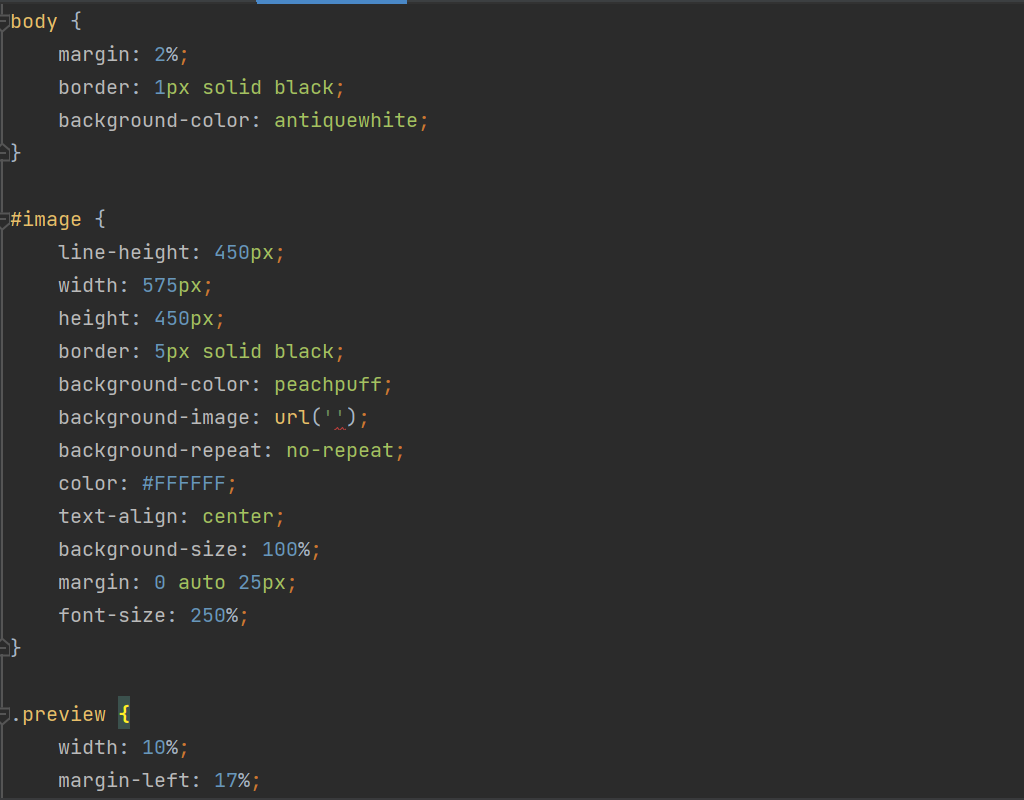 body {
    margin: 2%;
    border: 1px solid black;
    background-color: antiquewhite;
}

#image {
    line-height: 450px;
    width: 575px;
    height: 450px;
    border: 5px solid black;
    background-color: peachpuff;
    background-image: url('');
    background-repeat: no-repeat;
    color: #FFFFFF;
    text-align: center;
    background-size: 100%;
    margin: 0 auto 25px;
    font-size: 250%;
}

.preview {
    width: 10%;
    margin-left: 17%;